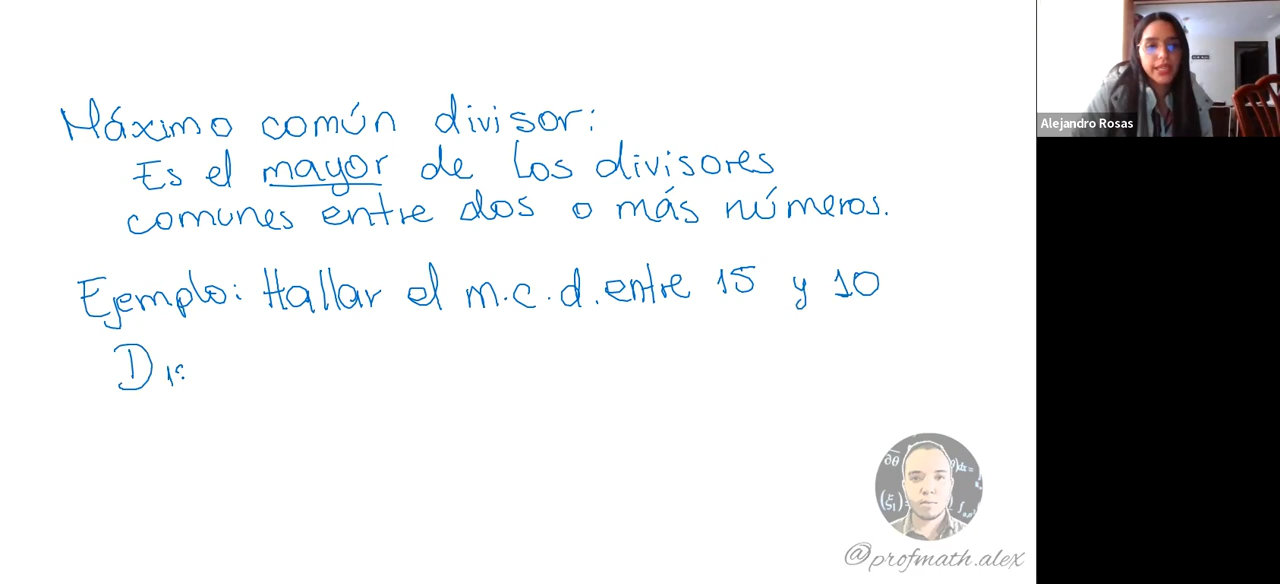 Máximo común divisor:
Es el mayor de los divisores
comunes entre dos o más números.
Ejemplo: Hallar el m.c.d. entre 15 y 10
D
Alejandro Rosas
@profmath.alex